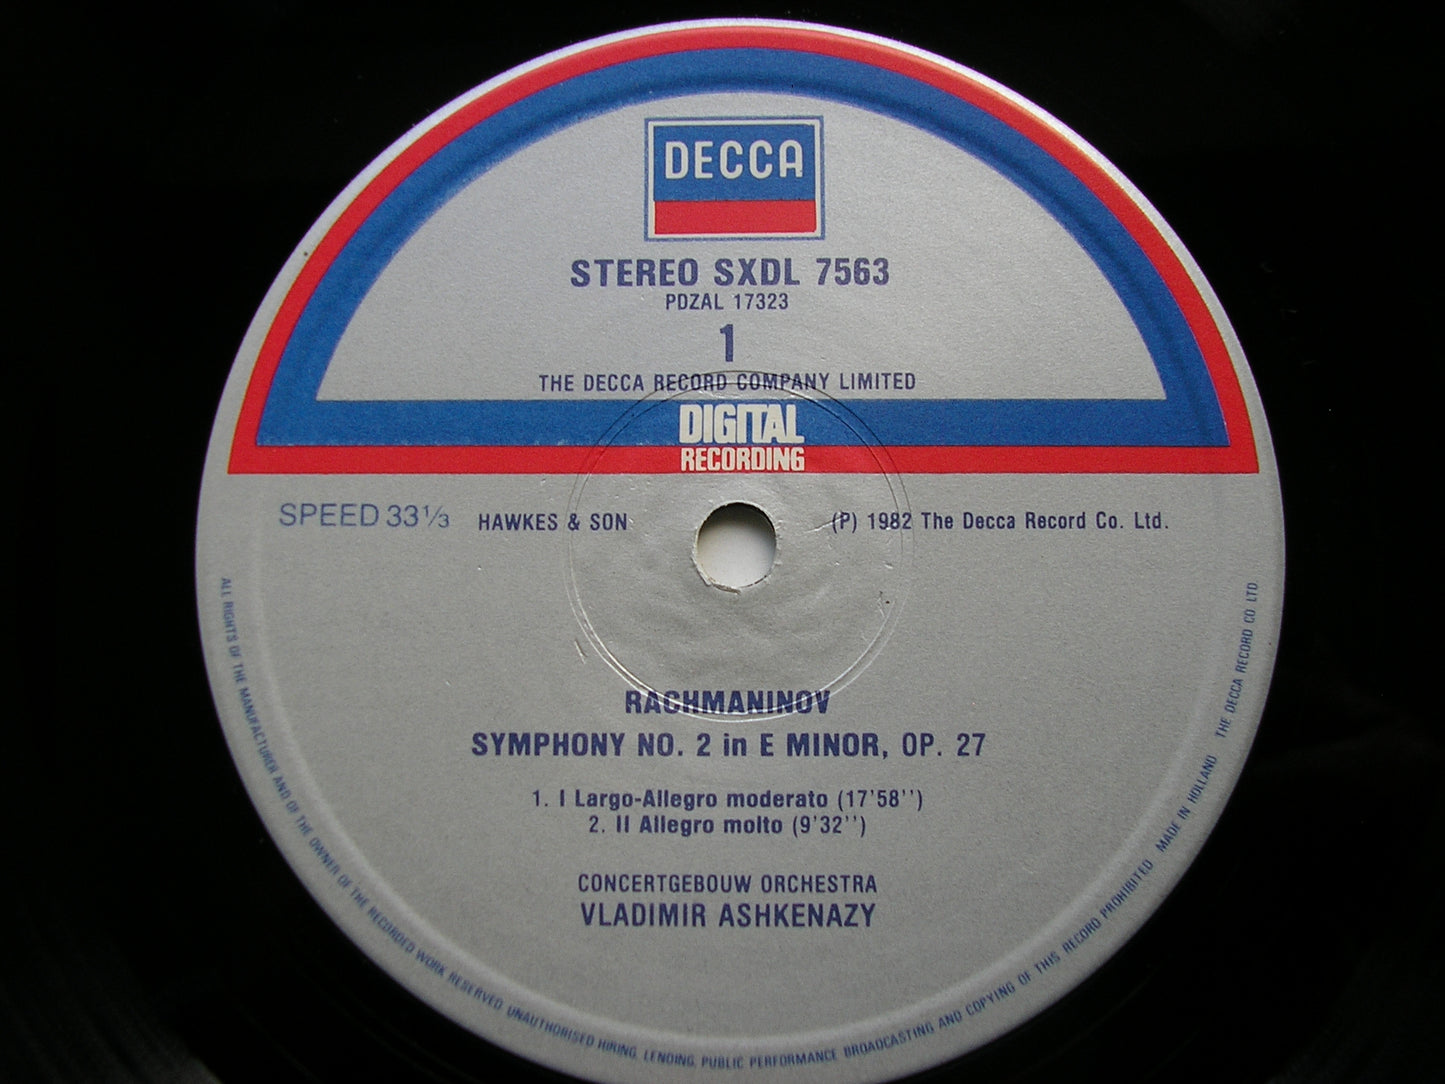 DECCA
STEREO SXDL 7563
PDZAL 17323
1
THE DECCA RECORD COMPANY LIMITED
DIGITAL
RECORDING
SPEED 33⅓ HAWKES & SON (P) 1982 The Decca Record Co. Ltd.
RACHMANINOV
SYMPHONY NO. 2 in E MINOR, OP. 27
1. I Largo-Allegro moderato (17'58'')
2. II Allegro molto (9'32'')
CONCERTGEBOUW ORCHESTRA
VLADIMIR ASHKENAZY
ALL RIGHTS OF THE MANUFACTURER AND OF THE OWNER OF THE RECORDED WORK RESERVED UNAUTHORISED HIRING, LENDING, PUBLIC PERFORMANCE BROADCASTING AND COPYING OF THIS RECORD PROHIBITED MADE IN HOLLAND THE DECCA RECORD CO LTD